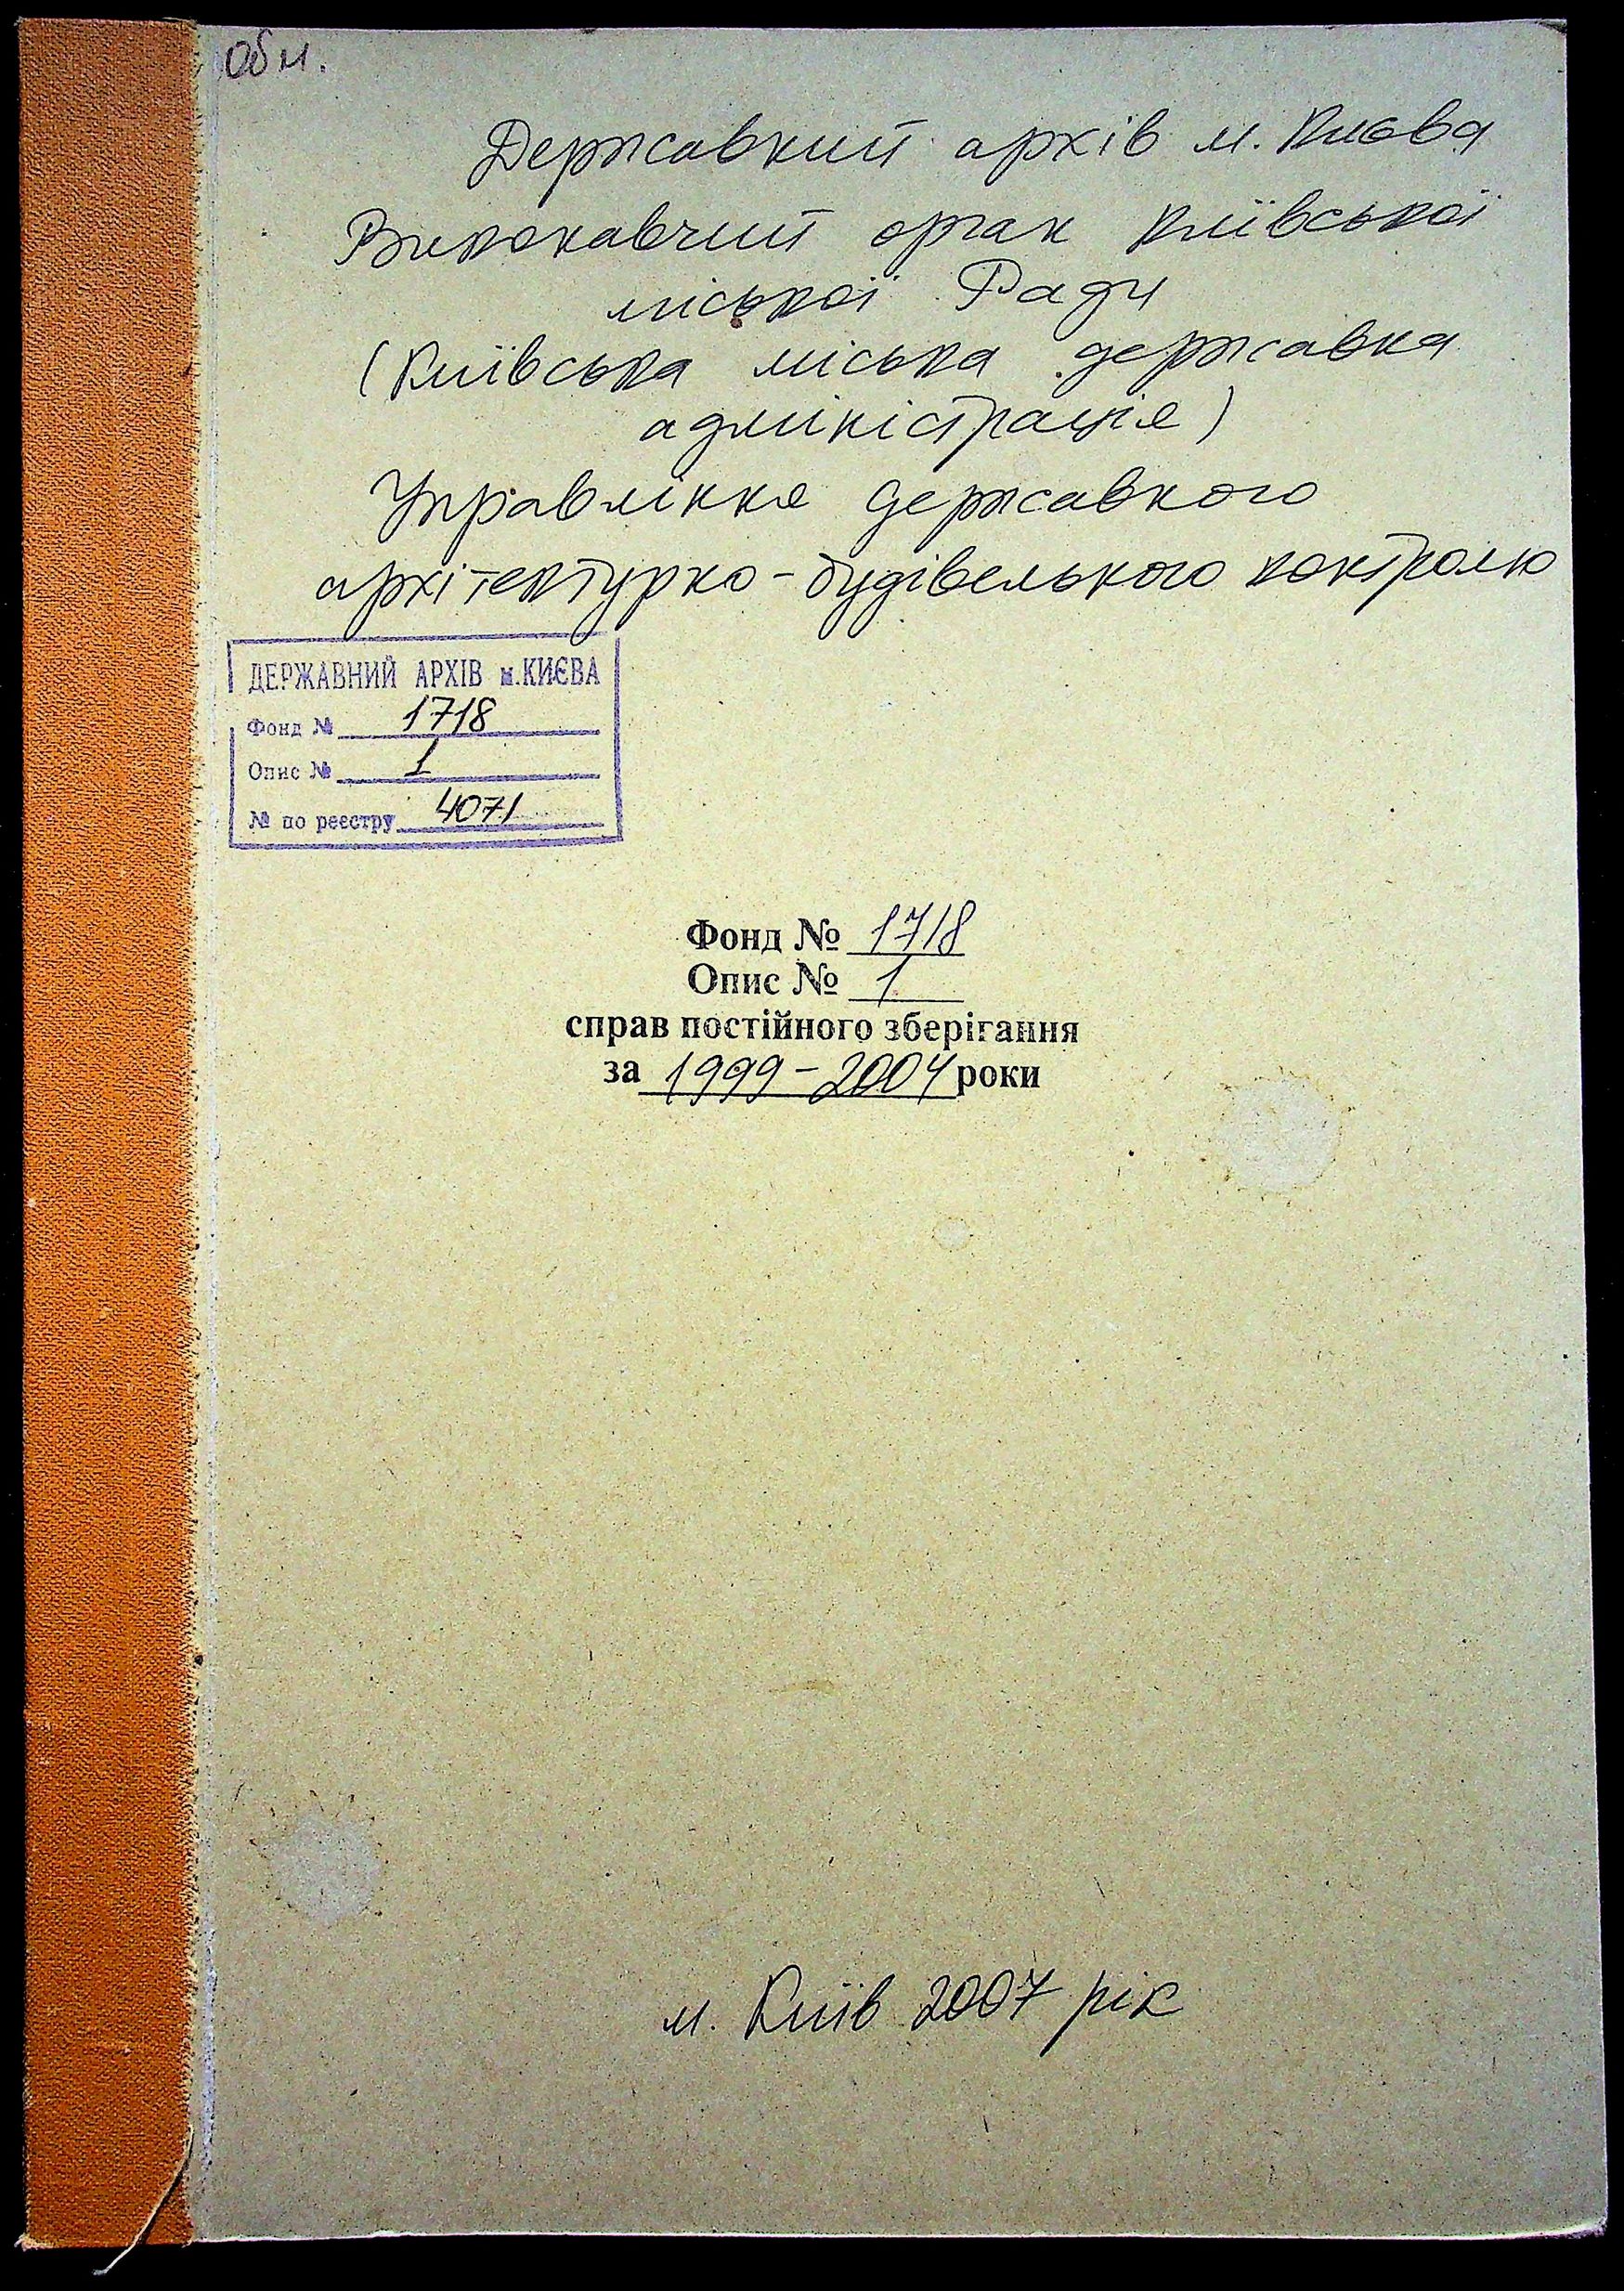 Обм.
Державний архів м. Києва
Виконавчий орган Київської
міської Ради
(Київська міська державна
адміністрація)
Управління державного
архітектурно-будівельного контролю
ДЕРЖАВНИЙ АРХІВ м.КИЄВА
Фонд № 1718
Опис № 1
№ по реєстру 4071
Фонд № 1718
Опис № 1
справ постійного зберігання
за 1999-2004 роки
м. Київ 2007 рік